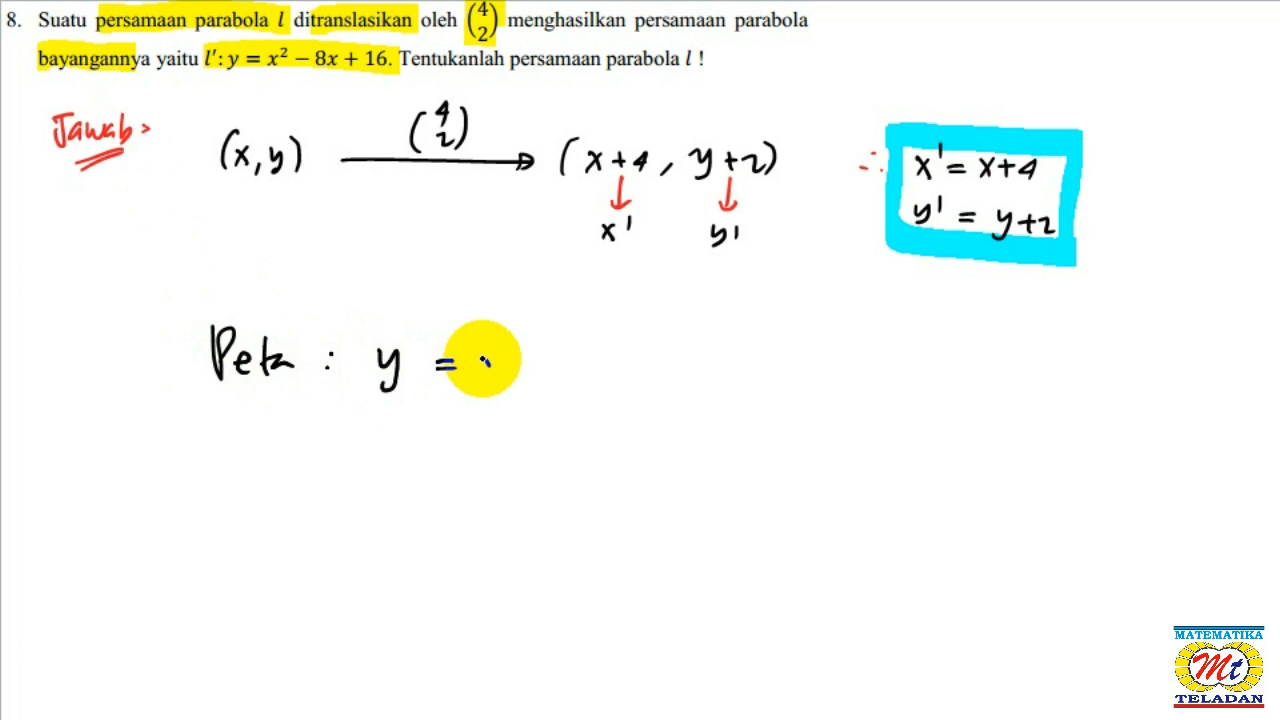 8. Suatu persamaan parabola l ditranslasikan oleh (4 2) menghasilkan persamaan parabola
bayangannya yaitu l': y = x² − 8x + 16. Tentukanlah persamaan parabola l !
Jawab >
(x, y) (4 2) (x+4, y+2) ∴ x' = x+4
x' y' y' = y+2
Peta : y =
MATEMATIKA
Mt
TELADAN